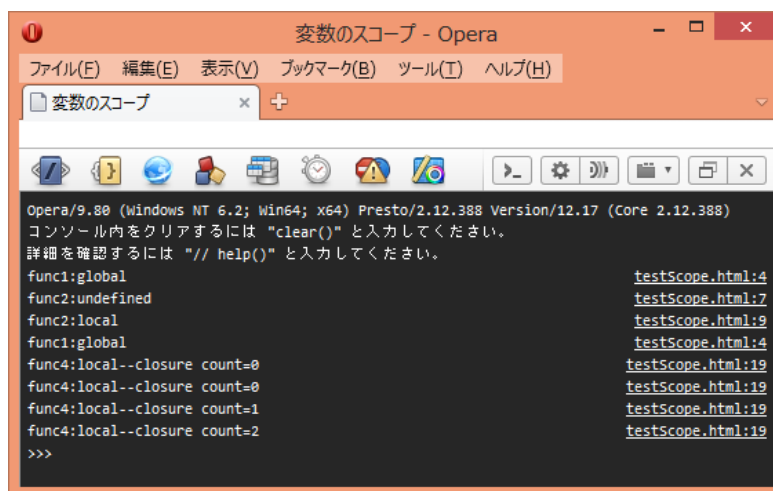 変数のスコープ - Opera
ファイル(F) 編集(E) 表示(V) ブックマーク(B) ツール(T) ヘルプ(H)
変数のスコープ
Opera/9.80 (Windows NT 6.2; Win64; x64) Presto/2.12.388 Version/12.17 (Core 2.12.388)
コンソール内をクリアするには "clear()" と入力してください。
詳細を確認するには "// help()" と入力してください。
func1:global testScope.html:4
func2:undefined testScope.html:7
func2:local testScope.html:9
func1:global testScope.html:4
func4:local--closure count=0 testScope.html:19
func4:local--closure count=0 testScope.html:19
func4:local--closure count=1 testScope.html:19
func4:local--closure count=2 testScope.html:19
>>>